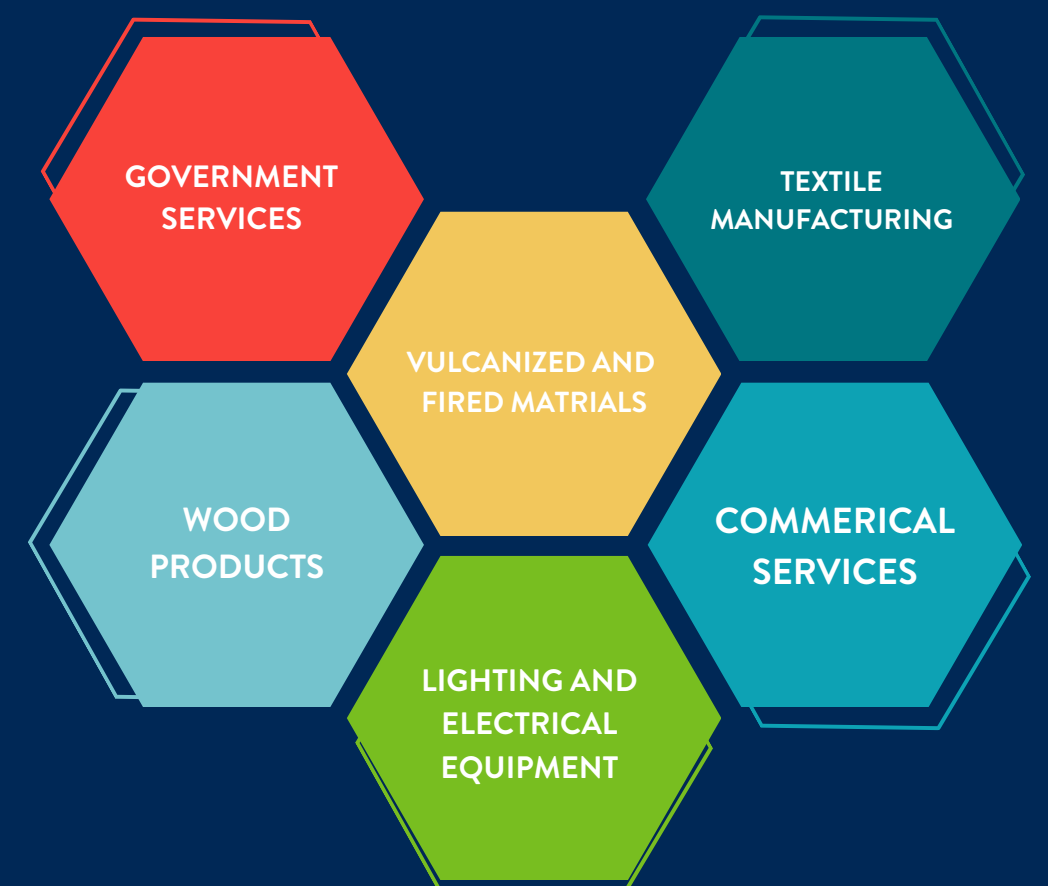 GOVERNMENT
SERVICES
TEXTILE
MANUFACTURING
VULCANIZED AND
FIRED MATRIALS
WOOD
PRODUCTS
COMMERICAL
SERVICES
LIGHTING AND
ELECTRICAL
EQUIPMENT